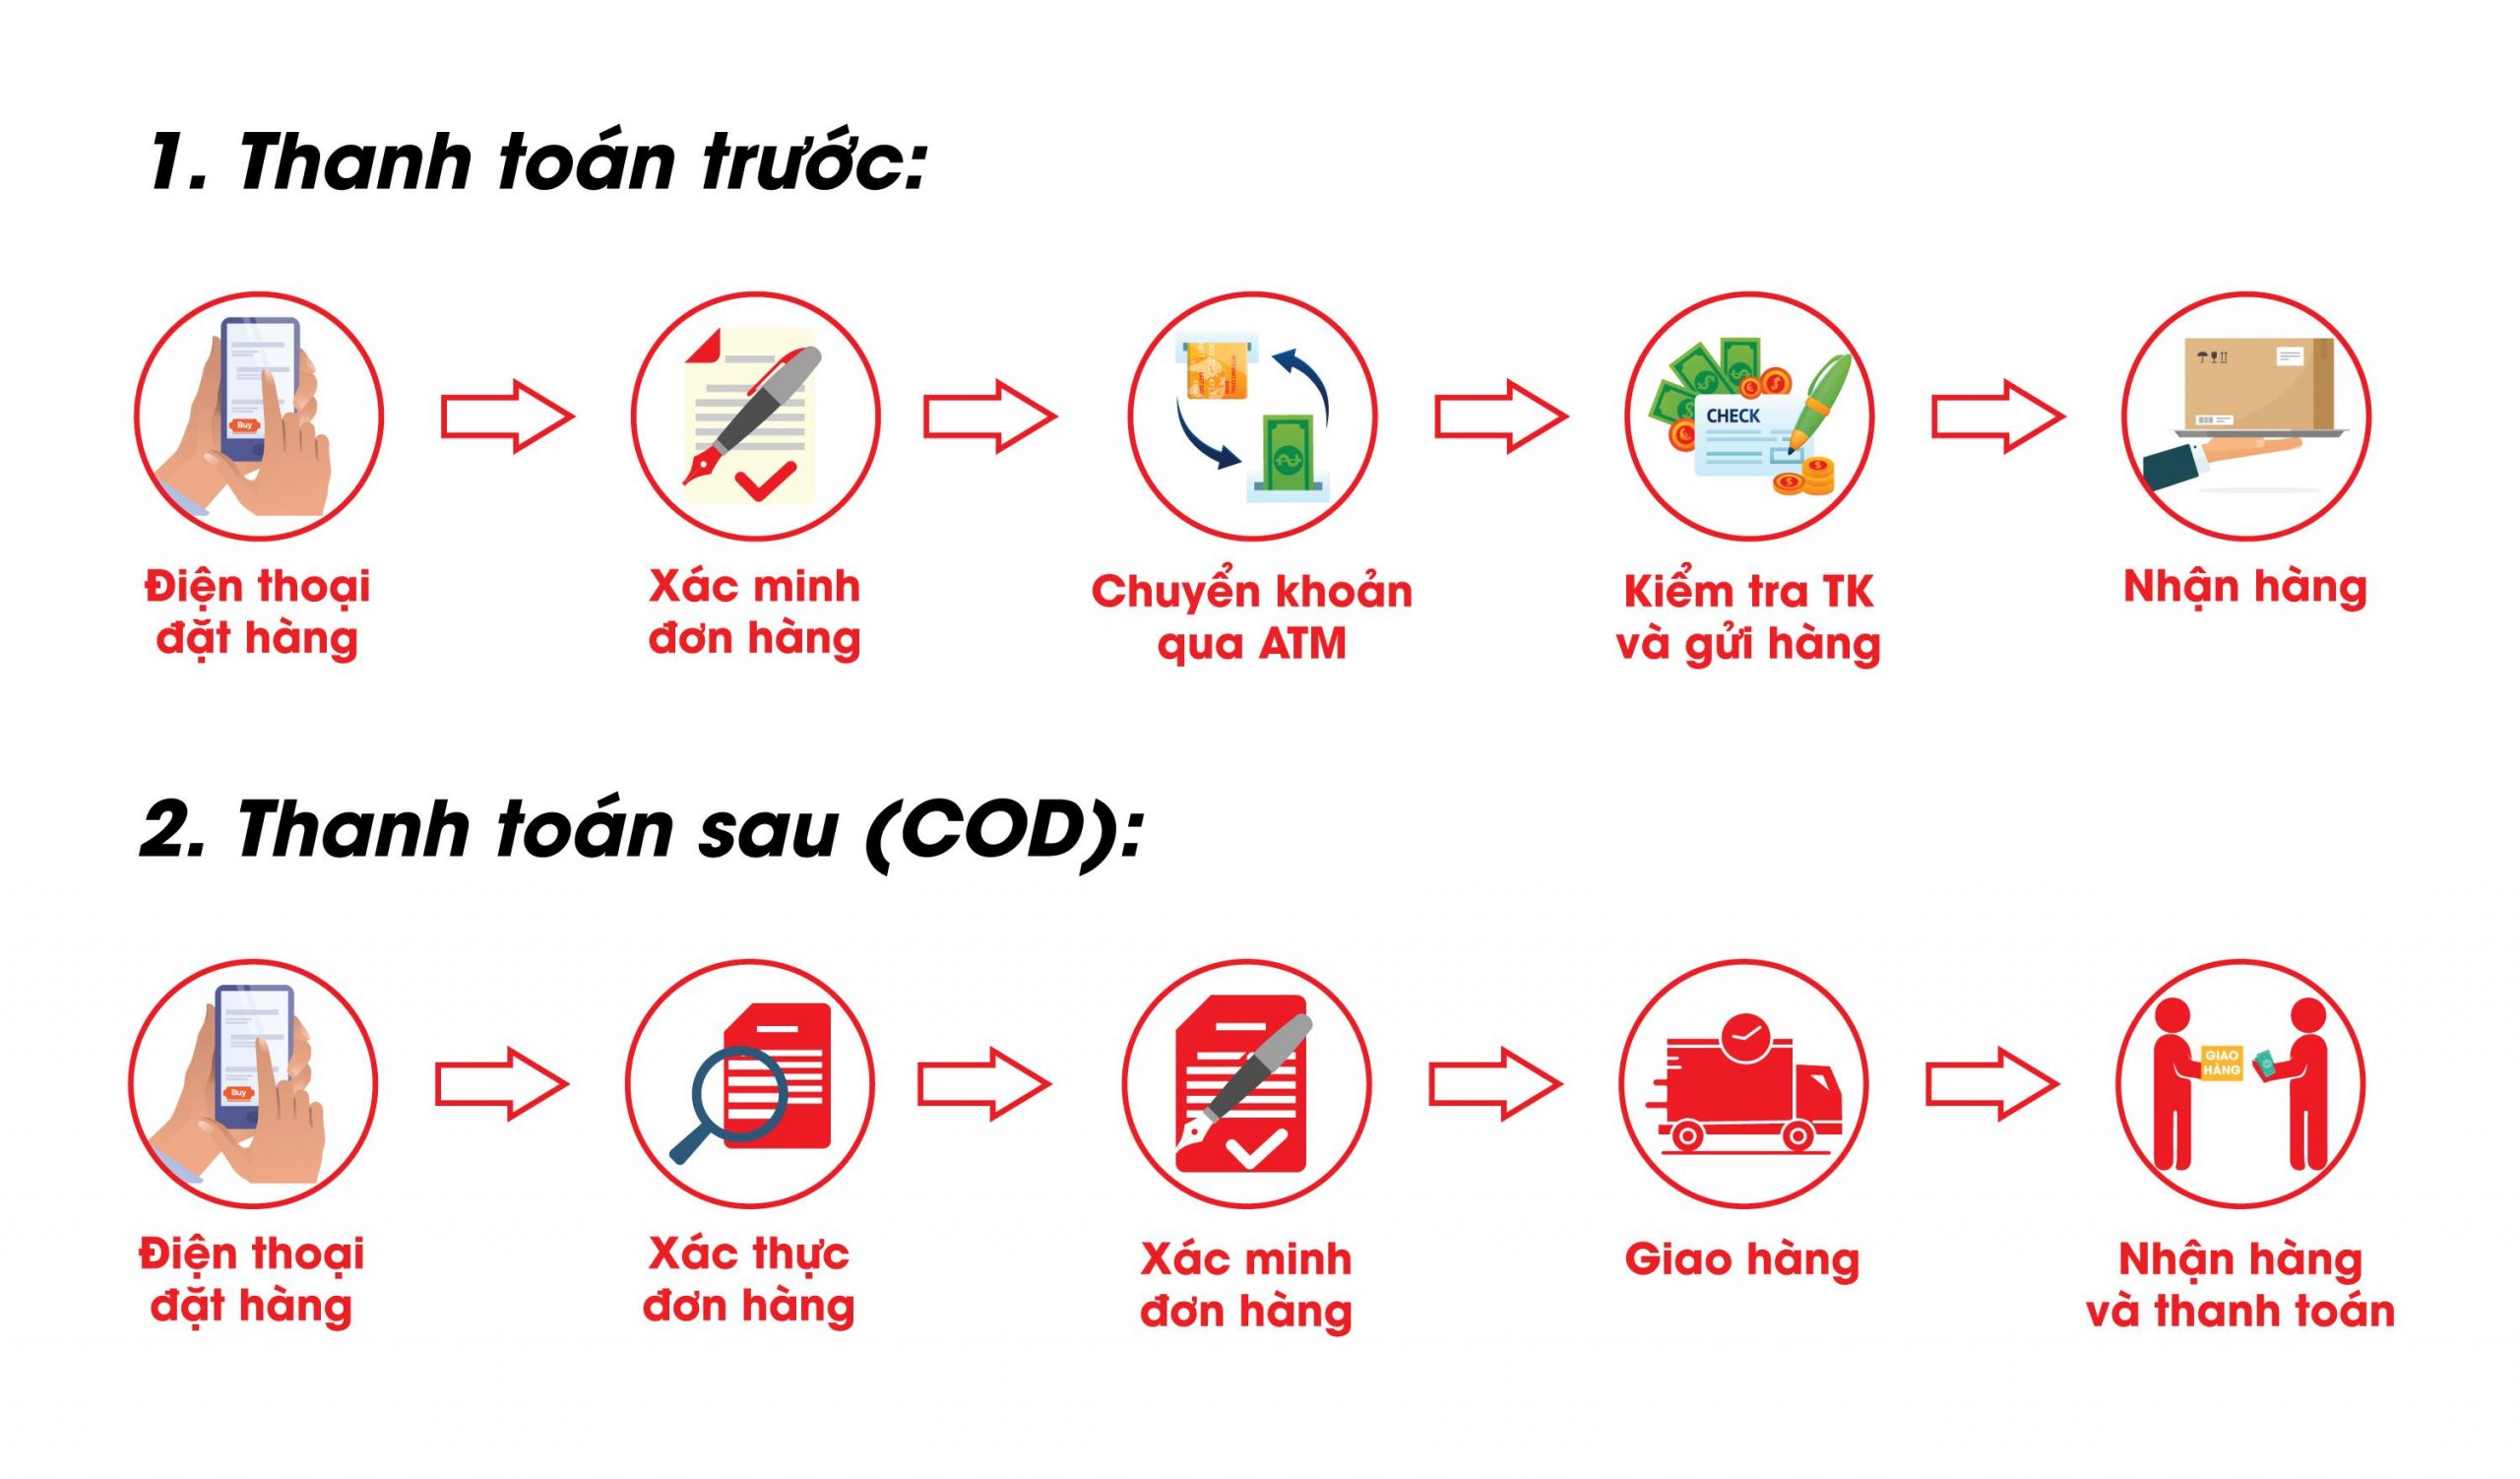 1. Thanh toán trước:
Buy
CHECK
Điện thoại
đặt hàng
Xác minh
đơn hàng
Chuyển khoản
qua ATM
Kiểm tra TK
và gửi hàng
Nhận hàng
2. Thanh toán sau (COD):
Buy
GIAO
HÀNG
Điện thoại
đặt hàng
Xác thực
đơn hàng
Xác minh
đơn hàng
Giao hàng
Nhận hàng
và thanh toán